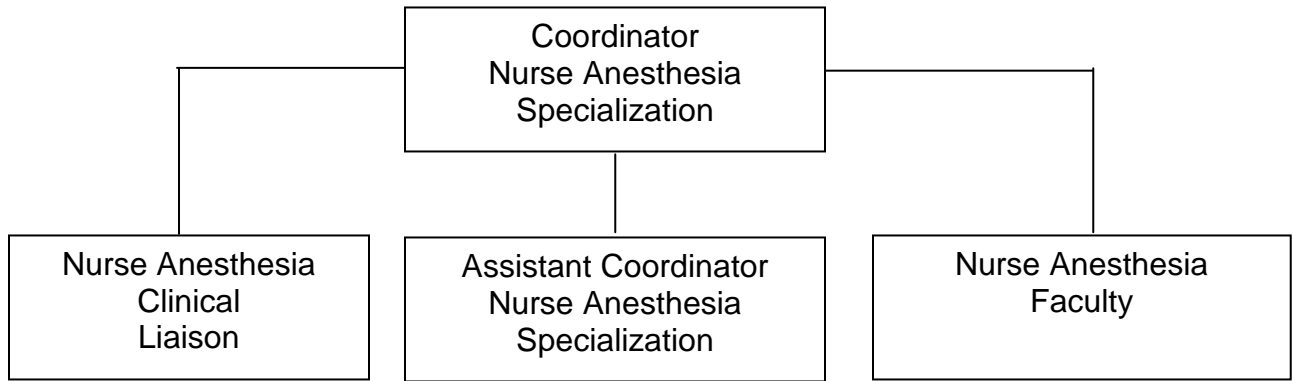 Coordinator
Nurse Anesthesia
Specialization
Nurse Anesthesia
Clinical
Liaison
Assistant Coordinator
Nurse Anesthesia
Specialization
Nurse Anesthesia
Faculty